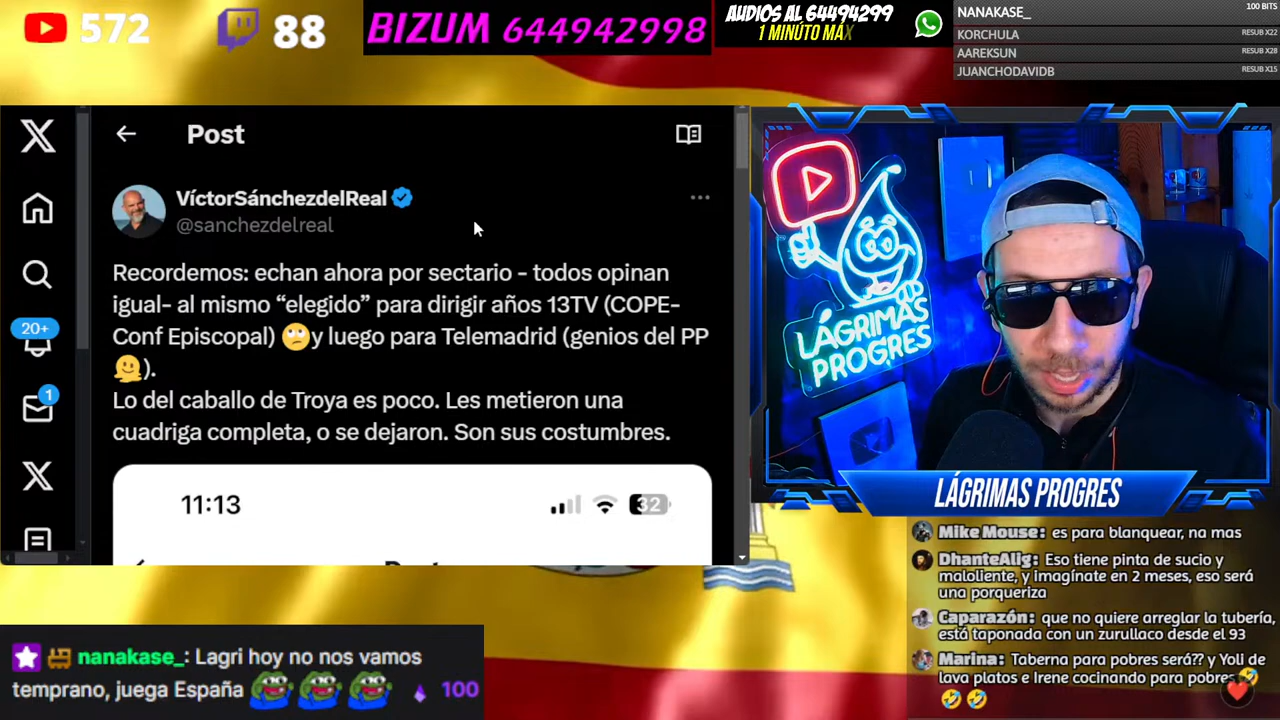 572
88
BIZUM 644942998
AUDIOS AL 64494299
1 MINÚTO MÁX
NANAKASE_
100 BITS
KORCHULA
RESUB X22
AAREKSUN
RESUB X28
JUANCHODAVIDB
RESUB X15
Post
VíctorSánchezdelReal
@sanchezdelreal
Recordemos: echan ahora por sectario - todos opinan
igual- al mismo “elegido” para dirigir años 13TV (COPE-
Conf Episcopal) 🙄y luego para Telemadrid (genios del PP
🫠).
Lo del caballo de Troya es poco. Les metieron una
cuadriga completa, o se dejaron. Son sus costumbres.
20+
1
11:13
32
LÁGRIMAS
PROGRES
LÁGRIMAS PROGRES
Mike Mouse: es para blanquear, na mas
DhanteAlig: Eso tiene pinta de sucio y
maloliente, y imagínate en 2 meses, eso será
una porqueriza
Caparazón: que no quiere arreglar la tubería,
está taponada con un zurullaco desde el 93
Marina: Taberna para pobres será?? y Yoli de
lava platos e Irene cocinando para pobres🤣
🤣🤣
nanakase_: Lagri hoy no nos vamos
temprano, juega España
100